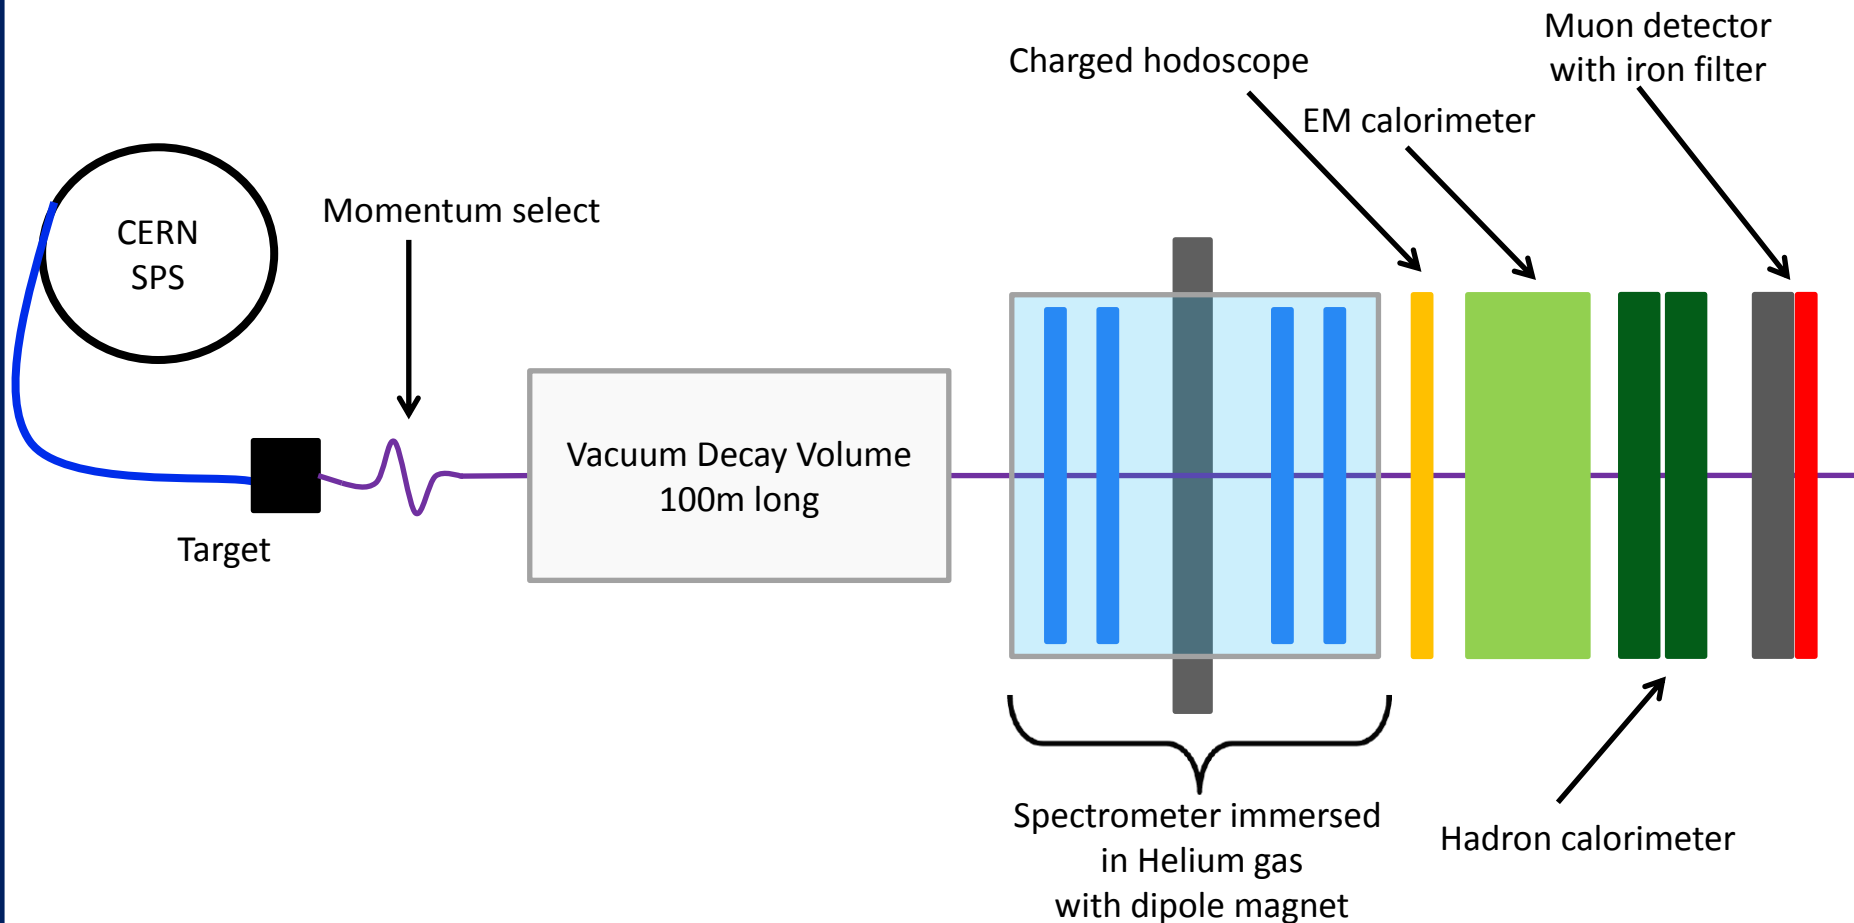 Muon detector
with iron filter
Charged hodoscope
EM calorimeter
Momentum select
CERN
SPS
Vacuum Decay Volume
100m long
Target
Spectrometer immersed
in Helium gas
with dipole magnet
Hadron calorimeter